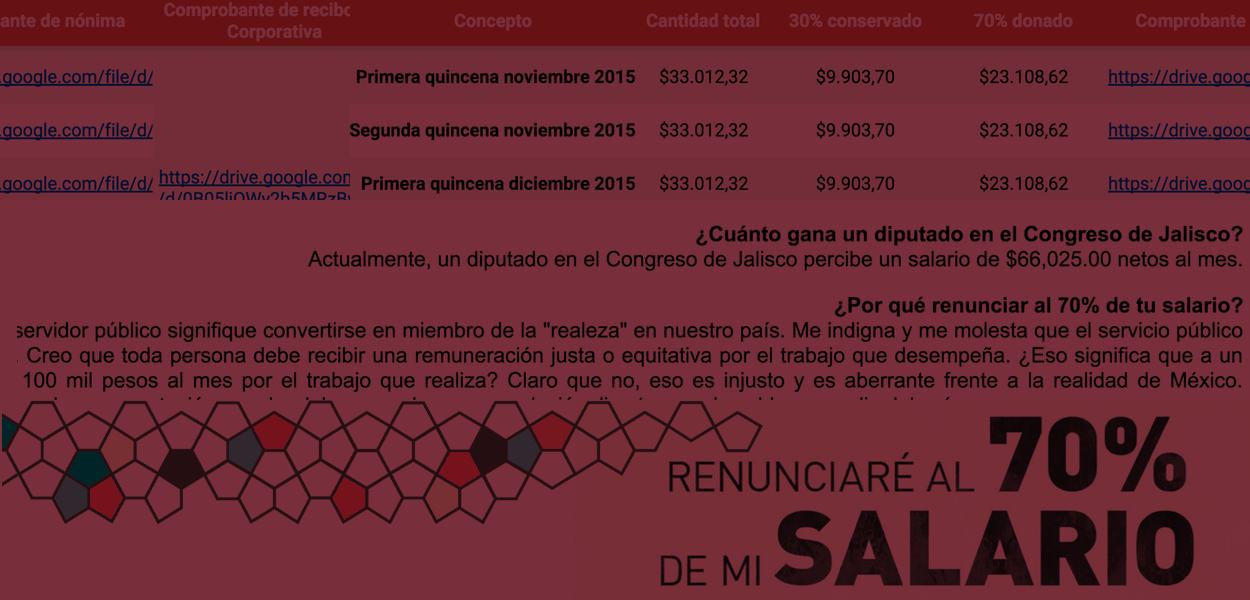 ante de nómina Comprobante de recibo Corporativa Concepto Cantidad total 30% conservado 70% donado Comprobante
.google.com/file/d/ Primera quincena noviembre 2015 $33.012,32 $9.903,70 $23.108,62 https://drive.goog
.google.com/file/d/ Segunda quincena noviembre 2015 $33.012,32 $9.903,70 $23.108,62 https://drive.goog
.google.com/file/d/ https://drive.google.com Primera quincena diciembre 2015 $33.012,32 $9.903,70 $23.108,62 https://drive.goog
¿Cuánto gana un diputado en el Congreso de Jalisco?
Actualmente, un diputado en el Congreso de Jalisco percibe un salario de $66,025.00 netos al mes.
¿Por qué renunciar al 70% de tu salario?
servidor público signifique convertirse en miembro de la "realeza" en nuestro país. Me indigna y me molesta que el servicio público
. Creo que toda persona debe recibir una remuneración justa o equitativa por el trabajo que desempeña. ¿Eso significa que a un
100 mil pesos al mes por el trabajo que realiza? Claro que no, eso es injusto y es aberrante frente a la realidad de México.
RENUNCIARÉ AL 70%
DE MI SALARIO